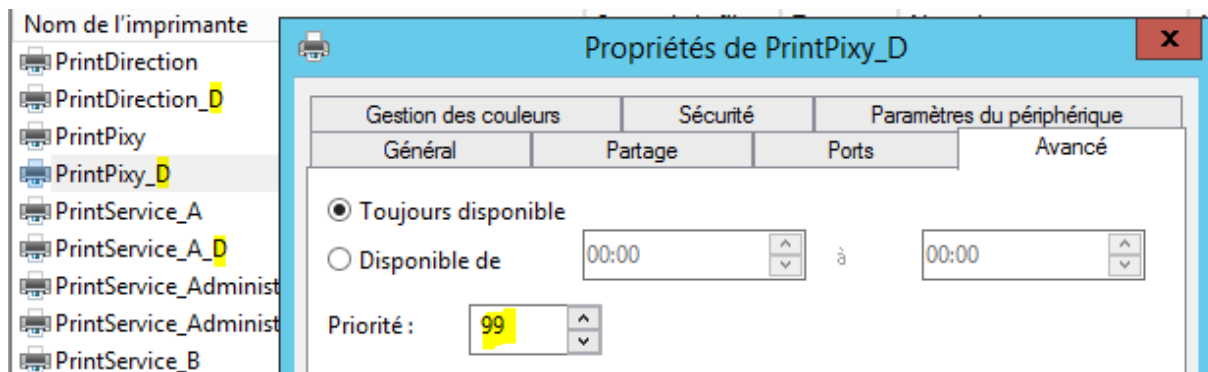 Nom de l'imprimante
PrintDirection
PrintDirection_D
PrintPixy
PrintPixy_D
PrintService_A
PrintService_A_D
PrintService_Administ
PrintService_Administ
PrintService_B
Propriétés de PrintPixy_D
x
Gestion des couleurs Sécurité Paramètres du périphérique
Général Partage Ports Avancé
Toujours disponible
Disponible de 00:00 à 00:00
Priorité : 99